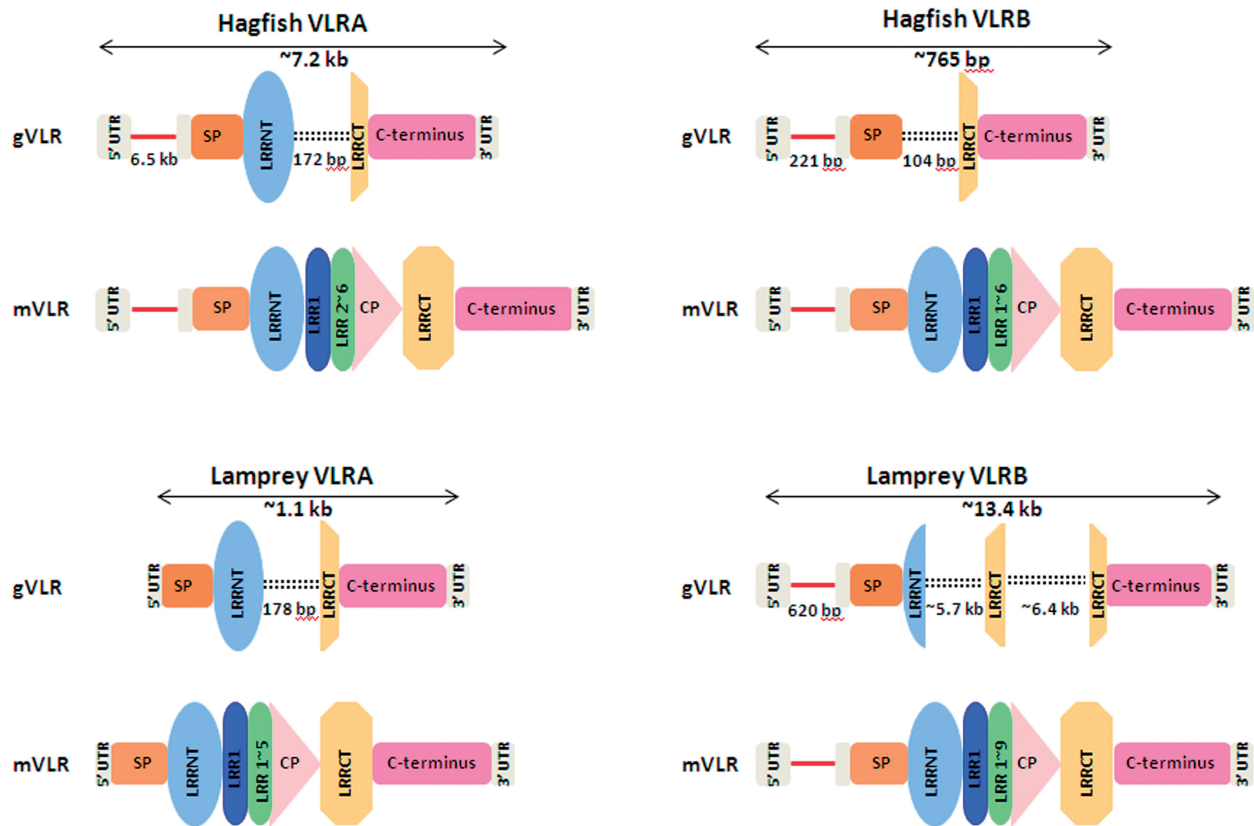 Hagfish VLRA
~7.2 kb
gVLR
5' UTR
6.5 kb
SP
LRRNT
172 bp
LRRCT
C-terminus
3' UTR
mVLR
5' UTR
SP
LRRNT
LRR1
LRR 2~6
CP
LRRCT
C-terminus
3' UTR
Hagfish VLRB
~765 bp
gVLR
5' UTR
221 bp
SP
104 bp
LRRCT
C-terminus
3' UTR
mVLR
5' UTR
SP
LRRNT
LRR1
LRR 1~6
CP
LRRCT
C-terminus
3' UTR
Lamprey VLRA
~1.1 kb
gVLR
5' UTR
SP
LRRNT
178 bp
LRRCT
C-terminus
3' UTR
mVLR
5' UTR
SP
LRRNT
LRR1
LRR 1~5
CP
LRRCT
C-terminus
3' UTR
Lamprey VLRB
~13.4 kb
gVLR
5' UTR
620 bp
SP
LRRNT
~5.7 kb
LRRCT
~6.4 kb
LRRCT
C-terminus
3' UTR
mVLR
5' UTR
SP
LRRNT
LRR1
LRR 1~9
CP
LRRCT
C-terminus
3' UTR